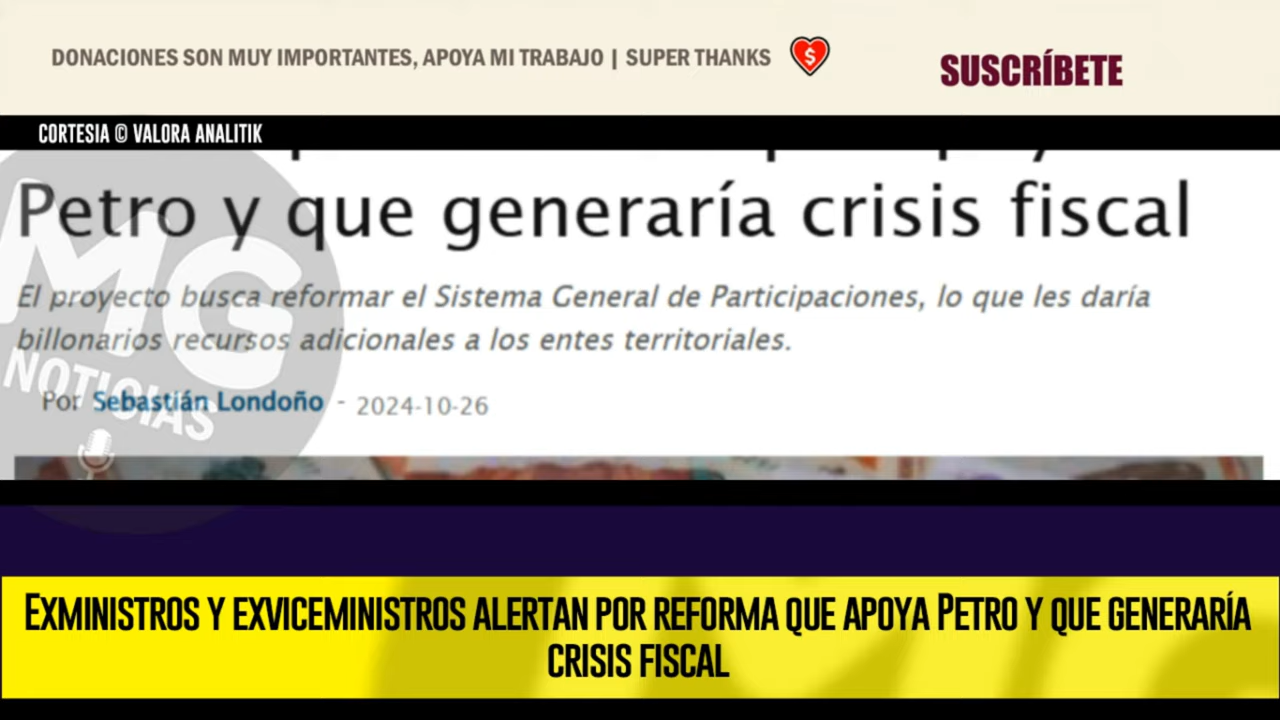 DONACIONES SON MUY IMPORTANTES, APOYA MI TRABAJO | SUPER THANKS
SUSCRÍBETE
CORTESIA © VALORA ANALITIK
Petro y que generaría crisis fiscal
El proyecto busca reformar el Sistema General de Participaciones, lo que les daría
billonarios recursos adicionales a los entes territoriales.
Por Sebastián Londoño - 2024-10-26
MG
NOTICIAS
EXMINISTROS Y EXVICEMINISTROS ALERTAN POR REFORMA QUE APOYA PETRO Y QUE GENERARÍA
CRISIS FISCAL